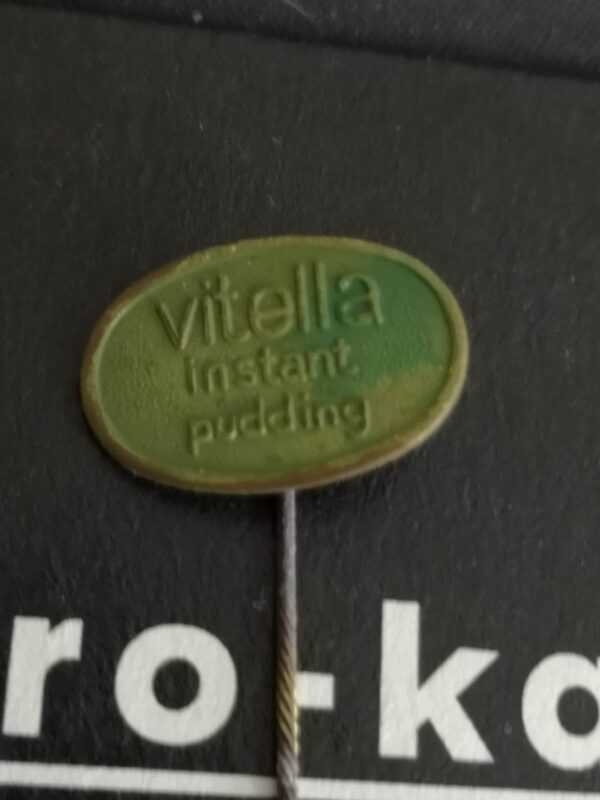 vitella
instant
pudding
ro-ka